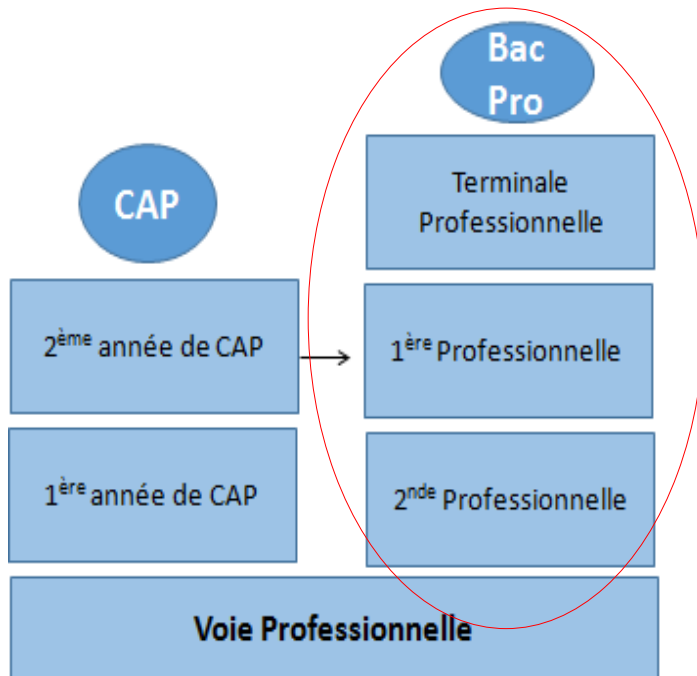 Bac
Pro
CAP
Terminale
Professionnelle
2ème année de CAP
1ère Professionnelle
1ère année de CAP
2nde Professionnelle
Voie Professionnelle